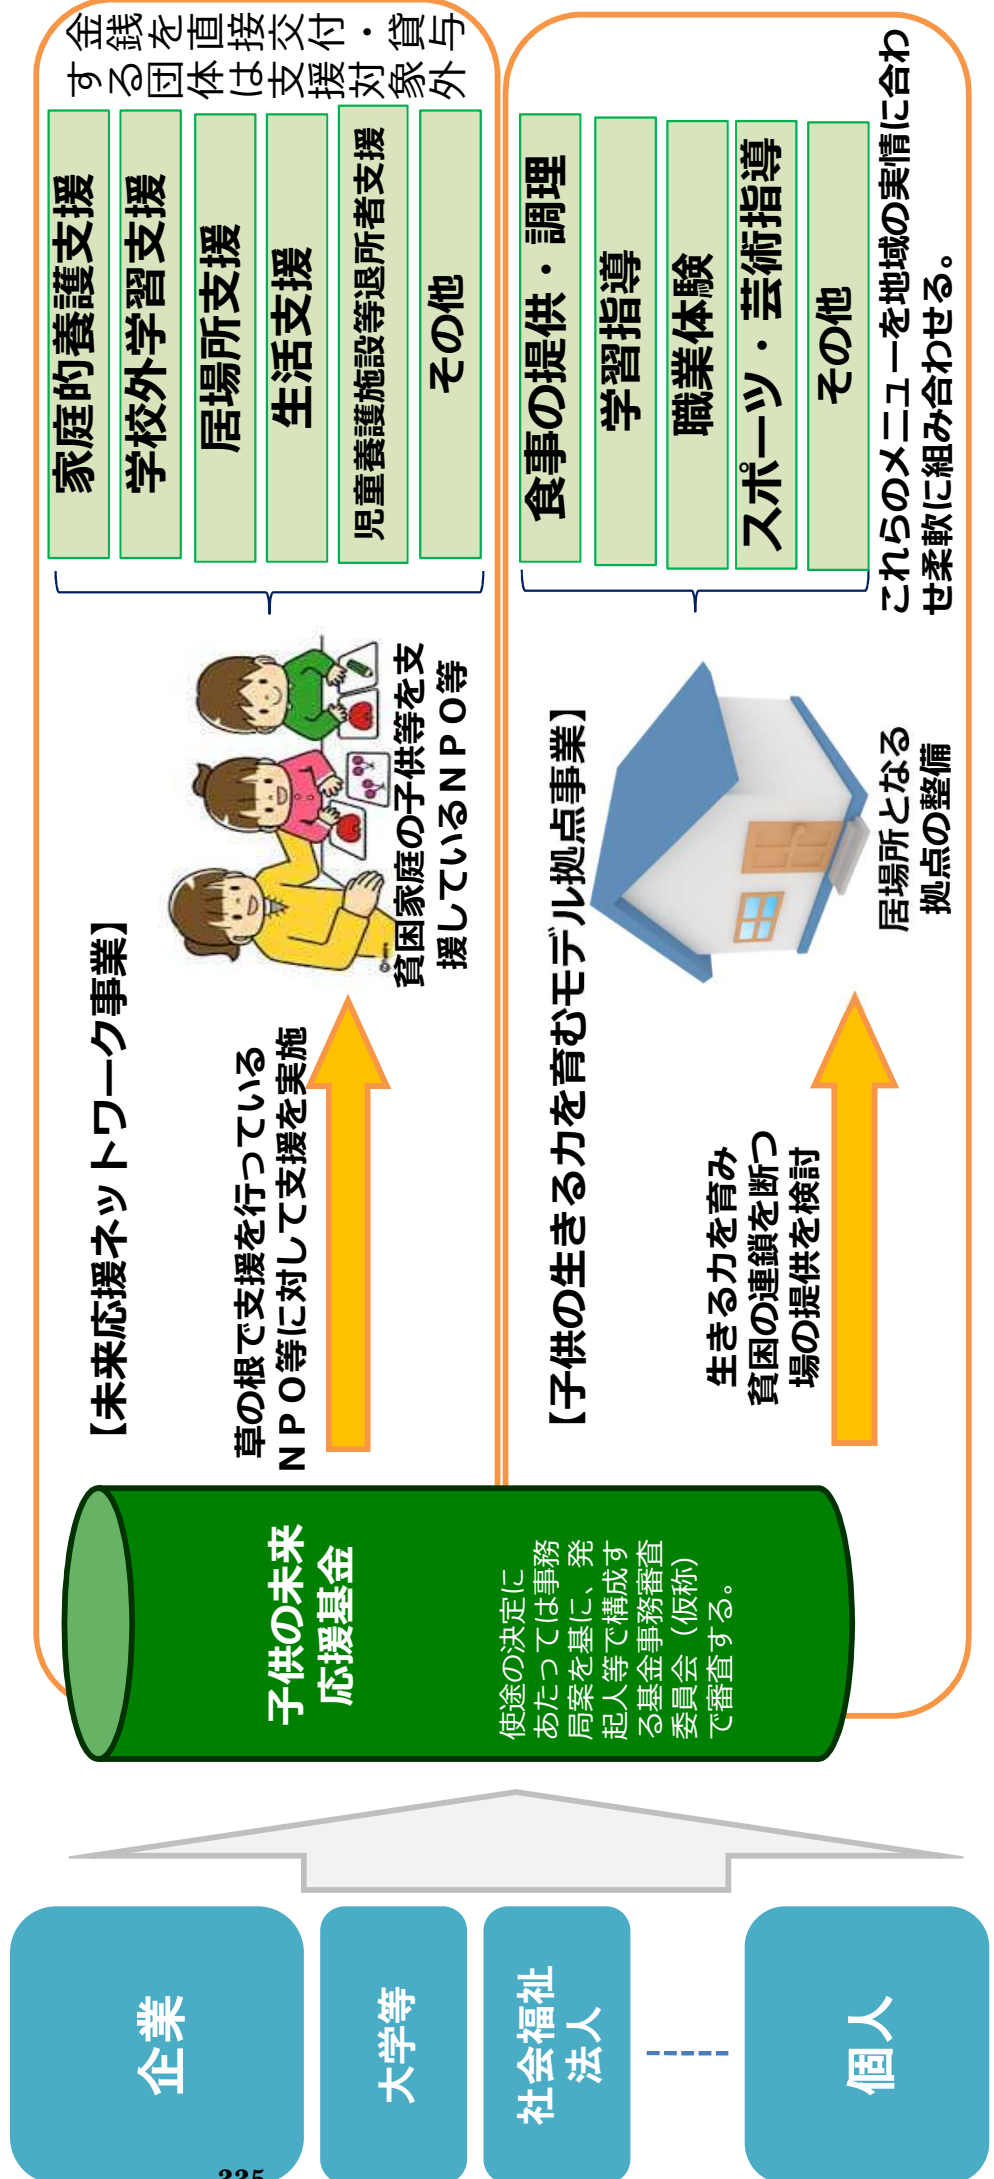 企業
大学等
社会福祉
法人
個人
子供の未来
応援基金
使途の決定に
あたっては事務
局案を基に、発
起人等で構成す
る基金事務審査
委員会（仮称）
で審査する。
【未来応援ネットワーク事業】
草の根で支援を行っている
ＮＰＯ等に対して支援を実施
貧困家庭の子供等を支
援しているＮＰＯ等
家庭的養護支援
学校外学習支援
居場所支援
生活支援
児童養護施設等退所者支援
その他
金銭を直接交付・貸与
する団体は支援対象外
【子供の生きる力を育むモデル拠点事業】
生きる力を育み
貧困の連鎖を断つ
場の提供を検討
居場所となる
拠点の整備
食事の提供・調理
学習指導
職業体験
スポーツ・芸術指導
その他
これらのメニューを地域の実情に合わ
せ柔軟に組み合わせる。
335